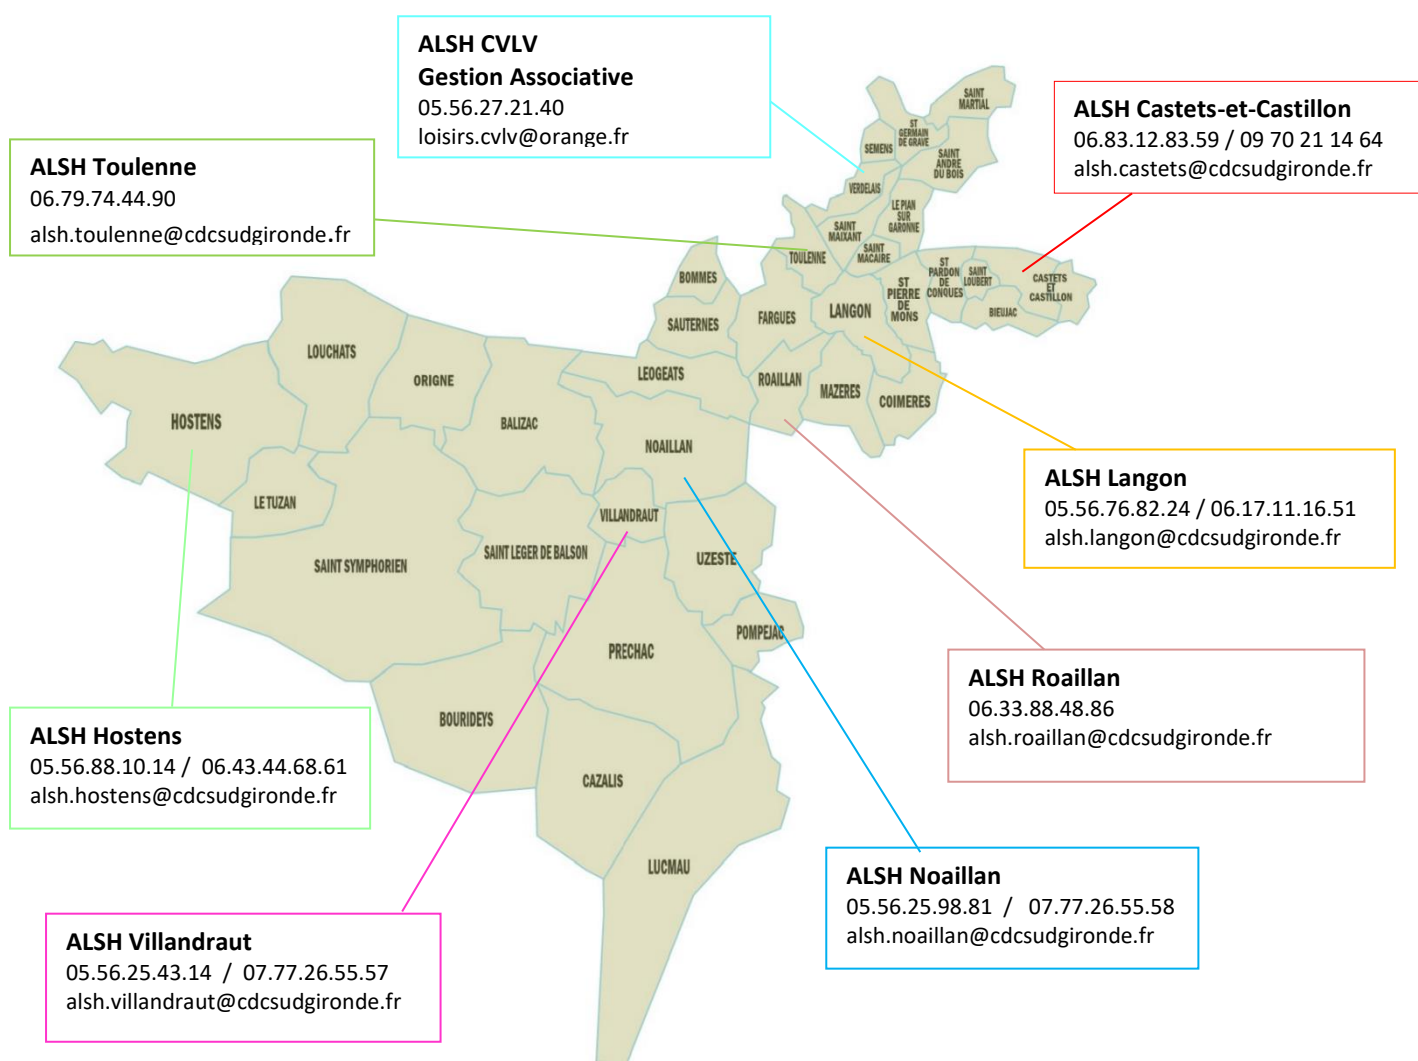 ALSH CVLV
Gestion Associative
05.56.27.21.40
loisirs.cvlv@orange.fr
ALSH Castets-et-Castillon
06.83.12.83.59 / 09 70 21 14 64
alsh.castets@cdcsudgironde.fr
ALSH Toulenne
06.79.74.44.90
alsh.toulenne@cdcsudgironde.fr
SAINT
MARTIAL
ST
GERMAIN
DE GRAVE
SEMENS
SAINT
ANDRE
DU BOIS
VERDELAIS
LE PIAN
SUR
GARONNE
SAINT
MAIXANT
SAINT
MACAIRE
TOULENNE
BOMMES
ST
PARDON
DE
CONQUES
SAINT
LOUBERT
CASTETS
ET
CASTILLON
BIEUJAC
ST
PIERRE
DE
MONS
LANGON
FARGUES
SAUTERNES
LOUCHATS
ORIGNE
LEOGEATS
ROAILLAN
MAZERES
COIMERES
HOSTENS
BALIZAC
NOAILLAN
LE TUZAN
VILLANDRAUT
SAINT SYMPHORIEN
SAINT LEGER DE BALSON
UZESTE
POMPEJAC
PRECHAC
BOURIDEYS
CAZALIS
LUCMAU
ALSH Langon
05.56.76.82.24 / 06.17.11.16.51
alsh.langon@cdcsudgironde.fr
ALSH Roaillan
06.33.88.48.86
alsh.roaillan@cdcsudgironde.fr
ALSH Hostens
05.56.88.10.14 / 06.43.44.68.61
alsh.hostens@cdcsudgironde.fr
ALSH Noaillan
05.56.25.98.81 / 07.77.26.55.58
alsh.noaillan@cdcsudgironde.fr
ALSH Villandraut
05.56.25.43.14 / 07.77.26.55.57
alsh.villandraut@cdcsudgironde.fr